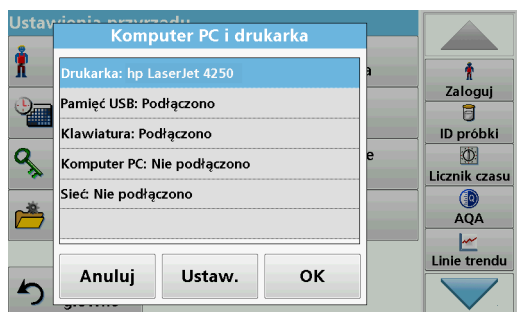 Ustawienia przyrządu
Komputer PC i drukarka
Drukarka: hp LaserJet 4250
Pamięć USB: Podłączono
Klawiatura: Podłączono
Komputer PC: Nie podłączono
Sieć: Nie podłączono
Anuluj
Ustaw.
OK
Zaloguj
ID próbki
Licznik czasu
AQA
Linie trendu